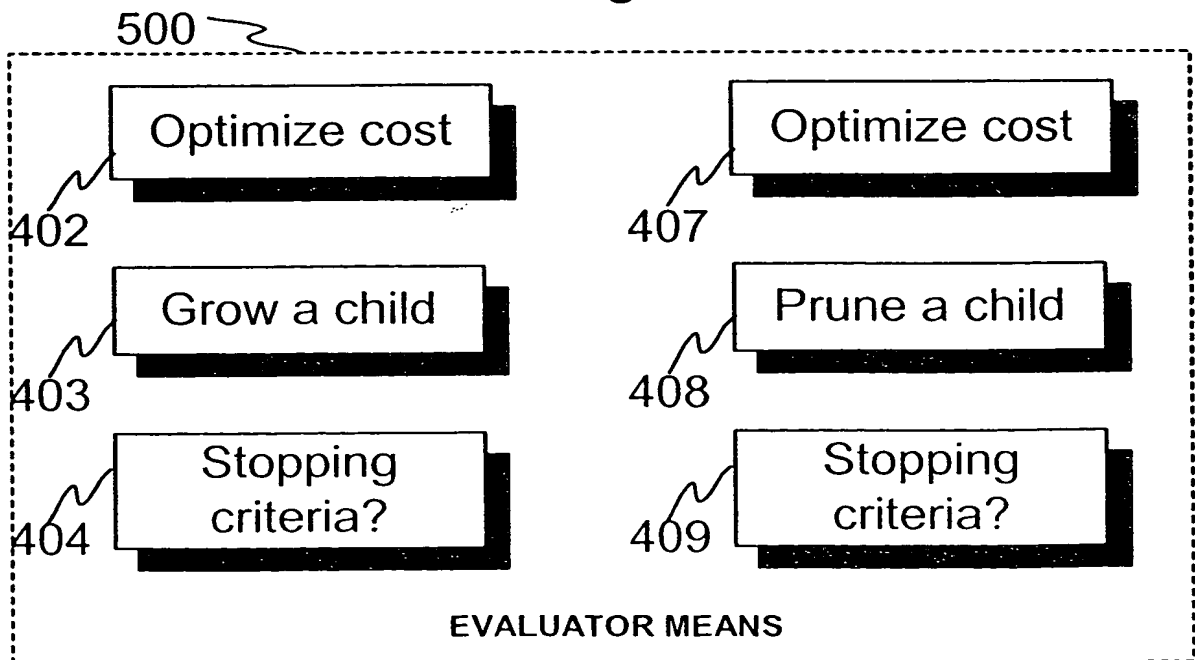 500
Optimize cost
Optimize cost
402
407
Grow a child
Prune a child
403
408
Stopping
criteria?
Stopping
criteria?
404
409
EVALUATOR MEANS